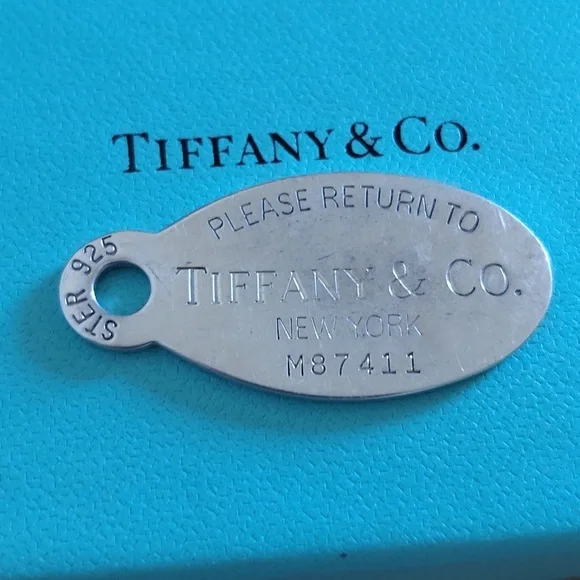 TIFFANY & CO.
PLEASE RETURN TO
TIFFANY & CO.
NEW YORK
M87411
STER 925